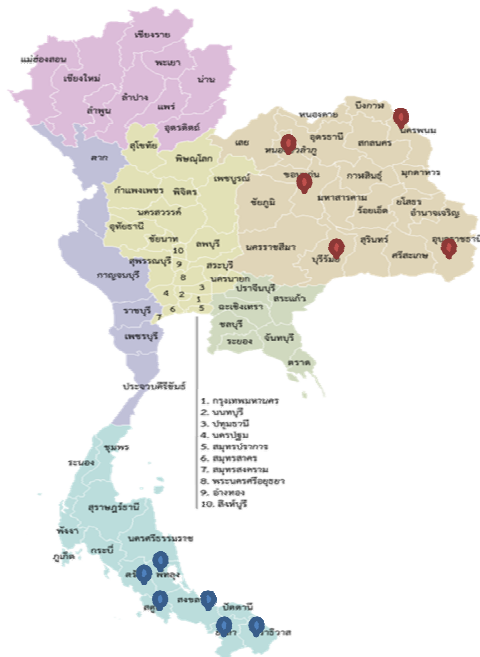 เชียงราย
แม่ฮ่องสอน
พะเยา
เชียงใหม่
น่าน
ลำปาง
แพร่
ลำพูน
อุตรดิตถ์
บึงกาฬ
หนองคาย
ตาก
สุโขทัย
พิษณุโลก
เลย
อุดรธานี
สกลนคร
เพชรบูรณ์
มุกดาหาร
กำแพงเพชร
พิจิตร
กาฬสินธุ์
ชัยภูมิ
มหาสารคาม
ยโสธร
นครสวรรค์
ร้อยเอ็ด
อำนาจเจริญ
อุทัยธานี
ชัยนาท
ลพบุรี
นครราชสีมา
สุรินทร์
10
สุพรรณบุรี
9
สระบุรี
ศรีสะเกษ
กาญจนบุรี
8
นครนายก
4
2
3
ปราจีนบุรี
1
สระแก้ว
ราชบุรี
6
5
ฉะเชิงเทรา
7
ชลบุรี
เพชรบุรี
ระยอง
จันทบุรี
ตราด
ประจวบคีรีขันธ์
1. กรุงเทพมหานคร
2. นนทบุรี
3. ปทุมธานี
4. นครปฐม
5. สมุทรปราการ
6. สมุทรสาคร
7. สมุทรสงคราม
8. พระนครศรีอยุธยา
9. อ่างทอง
10. สิงห์บุรี
ชุมพร
ระนอง
สุราษฎร์ธานี
พังงา
นครศรีธรรมราช
กระบี่
ภูเก็ต
พัทลุง
ปัตตานี